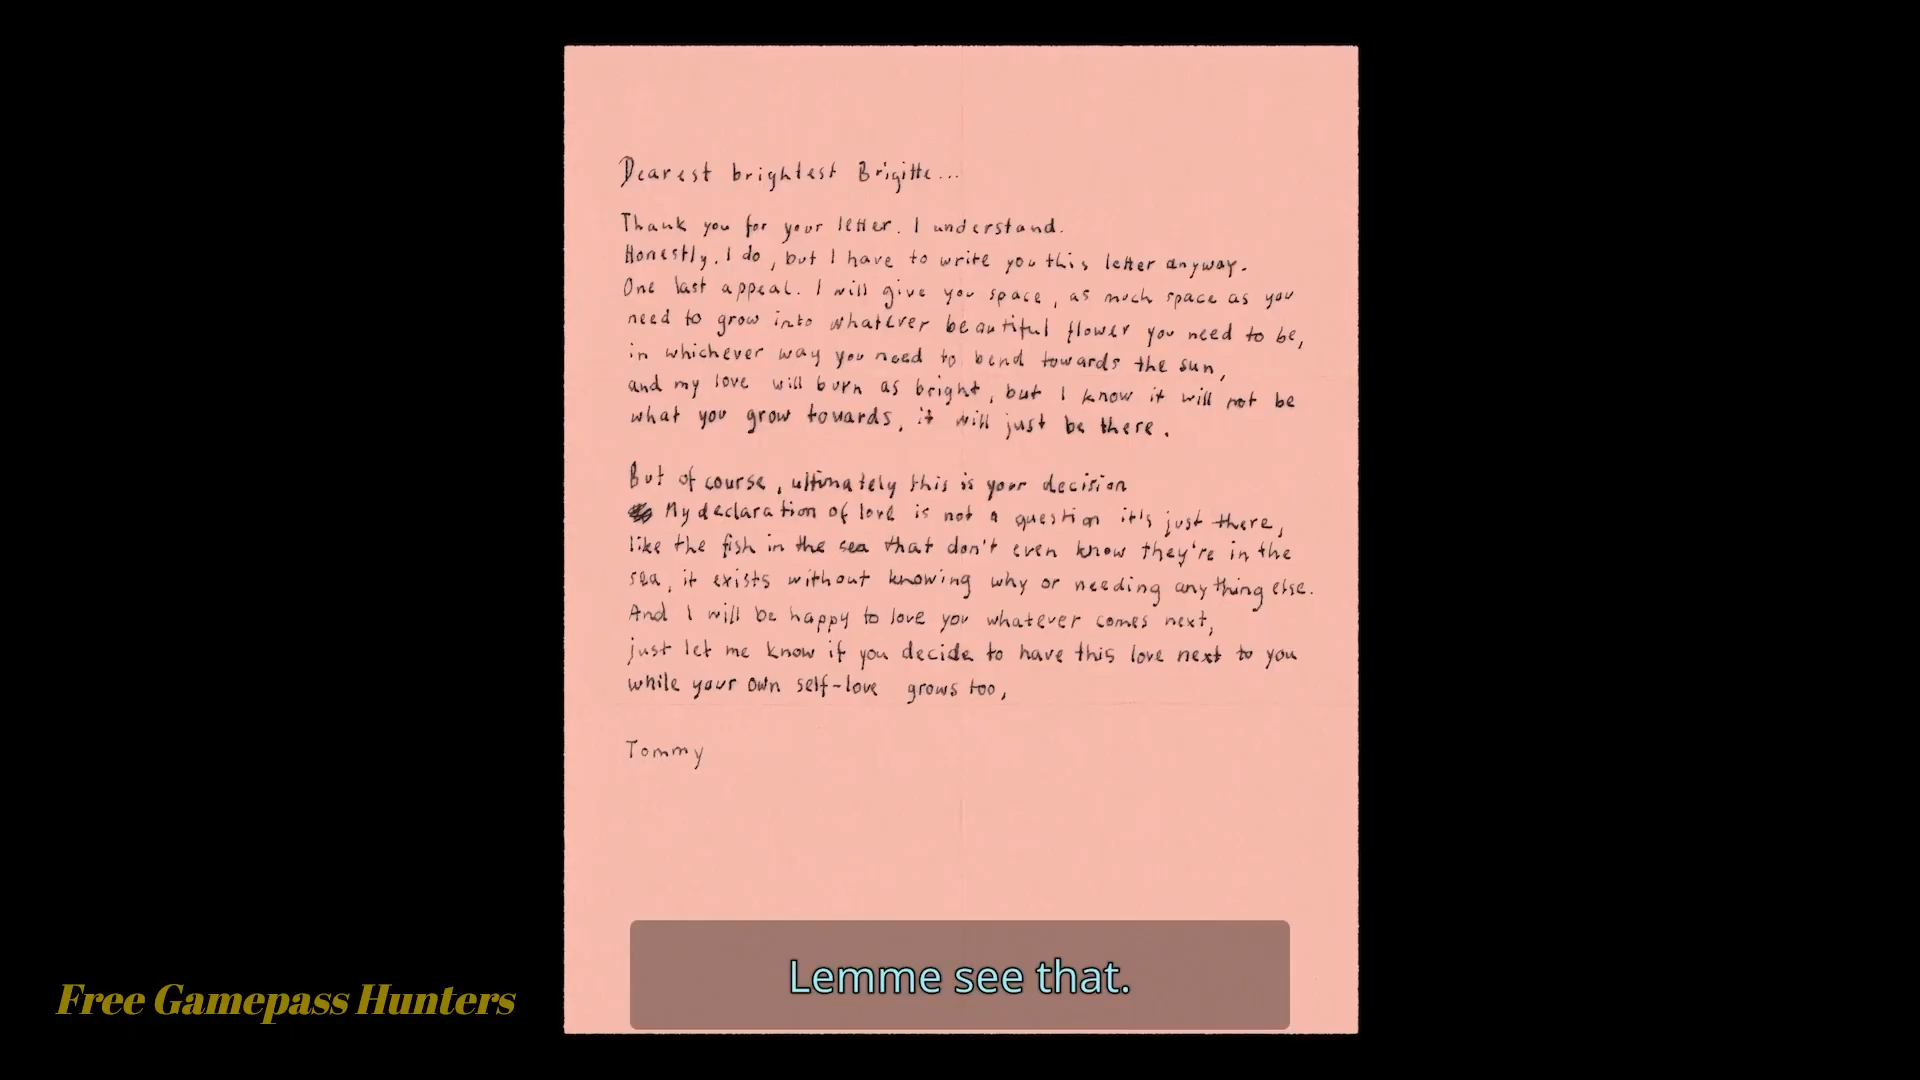 Dearest brightest Brigitte...
Thank you for your letter. I understand.
Honestly. I do, but I have to write you this letter anyway.
One last appeal. I will give you space, as much space as you
need to grow into whatever beautiful flower you need to be,
in whichever way you need to bend towards the sun,
and my love will burn as bright, but I know it will not be
what you grow towards, it will just be there.
But of course, ultimately this is your decision
My declaration of love is not a question it's just there,
like the fish in the sea that don't even know they're in the
sea, it exists without knowing why or needing anything else.
And I will be happy to love you whatever comes next,
just let me know if you decide to have this love next to you
while your own self-love grows too,
Tommy
Lemme see that.
Free Gamepass Hunters